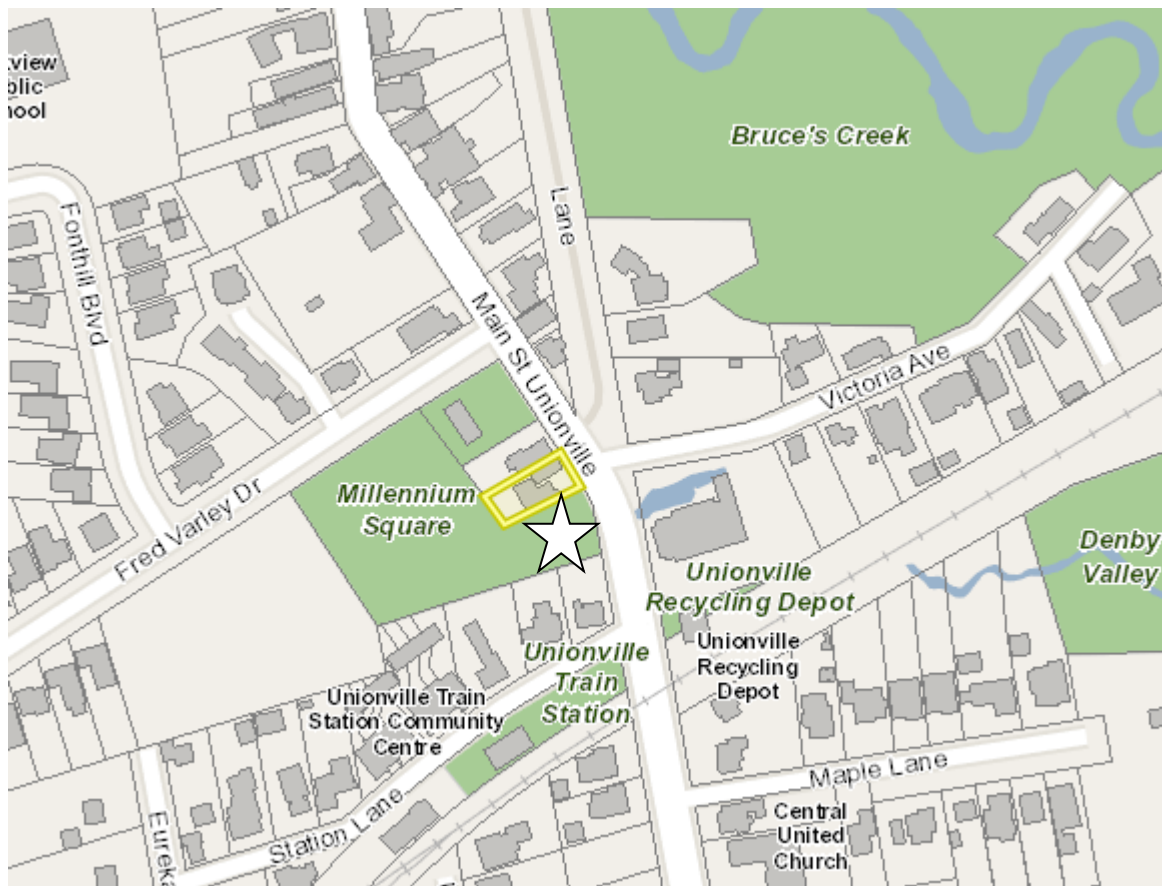 tview
blic
hool
Bruce's Creek
Lane
Fonthill Blvd
Main St Unionville
Victoria Ave
Millennium
Square
Fred Varley Dr
Denby
Valley
Unionville
Recycling Depot
Unionville
Recycling
Depot
Unionville
Train
Station
Unionville Train
Station Community
Centre
Maple Lane
Station Lane
Eureka
Central
United
Church